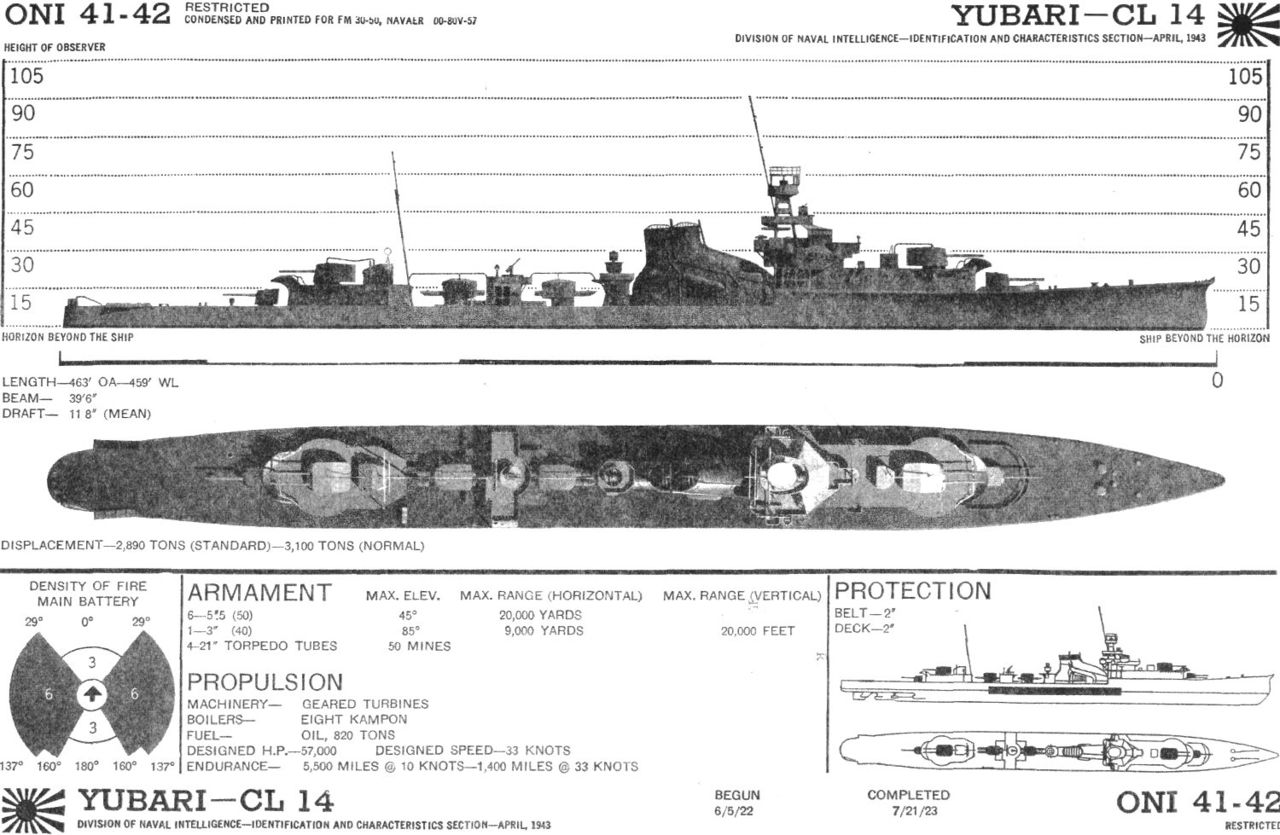 ONI 41-42 RESTRICTED
CONDENSED AND PRINTED FOR FM 30-50, NAVAER 00-80V-57
YUBARI—CL 14
DIVISION OF NAVAL INTELLIGENCE—IDENTIFICATION AND CHARACTERISTICS SECTION—APRIL, 1943
HEIGHT OF OBSERVER
105 105
90 90
75 75
60 60
45 45
30 30
15 15
HORIZON BEYOND THE SHIP SHIP BEYOND THE HORIZON
0
LENGTH—463' OA—459' WL
BEAM— 39'6"
DRAFT— 11 8" (MEAN)
DISPLACEMENT—2,890 TONS (STANDARD)—3,100 TONS (NORMAL)
DENSITY OF FIRE
MAIN BATTERY
29° 0° 29°
3
6 6
3
137° 160° 180° 160° 137°
ARMAMENT MAX. ELEV. MAX. RANGE (HORIZONTAL) MAX. RANGE (VERTICAL)
6—5".5 (50) 45° 20,000 YARDS
1—3" (40) 85° 9,000 YARDS 20,000 FEET
4—21" TORPEDO TUBES 50 MINES
PROPULSION
MACHINERY— GEARED TURBINES
BOILERS— EIGHT KAMPON
FUEL— OIL, 820 TONS
DESIGNED H.P.—57,000 DESIGNED SPEED—33 KNOTS
ENDURANCE— 5,500 MILES @ 10 KNOTS—1,400 MILES @ 33 KNOTS
PROTECTION
BELT—2"
DECK—2"
YUBARI—CL 14
DIVISION OF NAVAL INTELLIGENCE—IDENTIFICATION AND CHARACTERISTICS SECTION—APRIL, 1943
BEGUN
6/5/22
COMPLETED
7/21/23
ONI 41-42
RESTRICTED